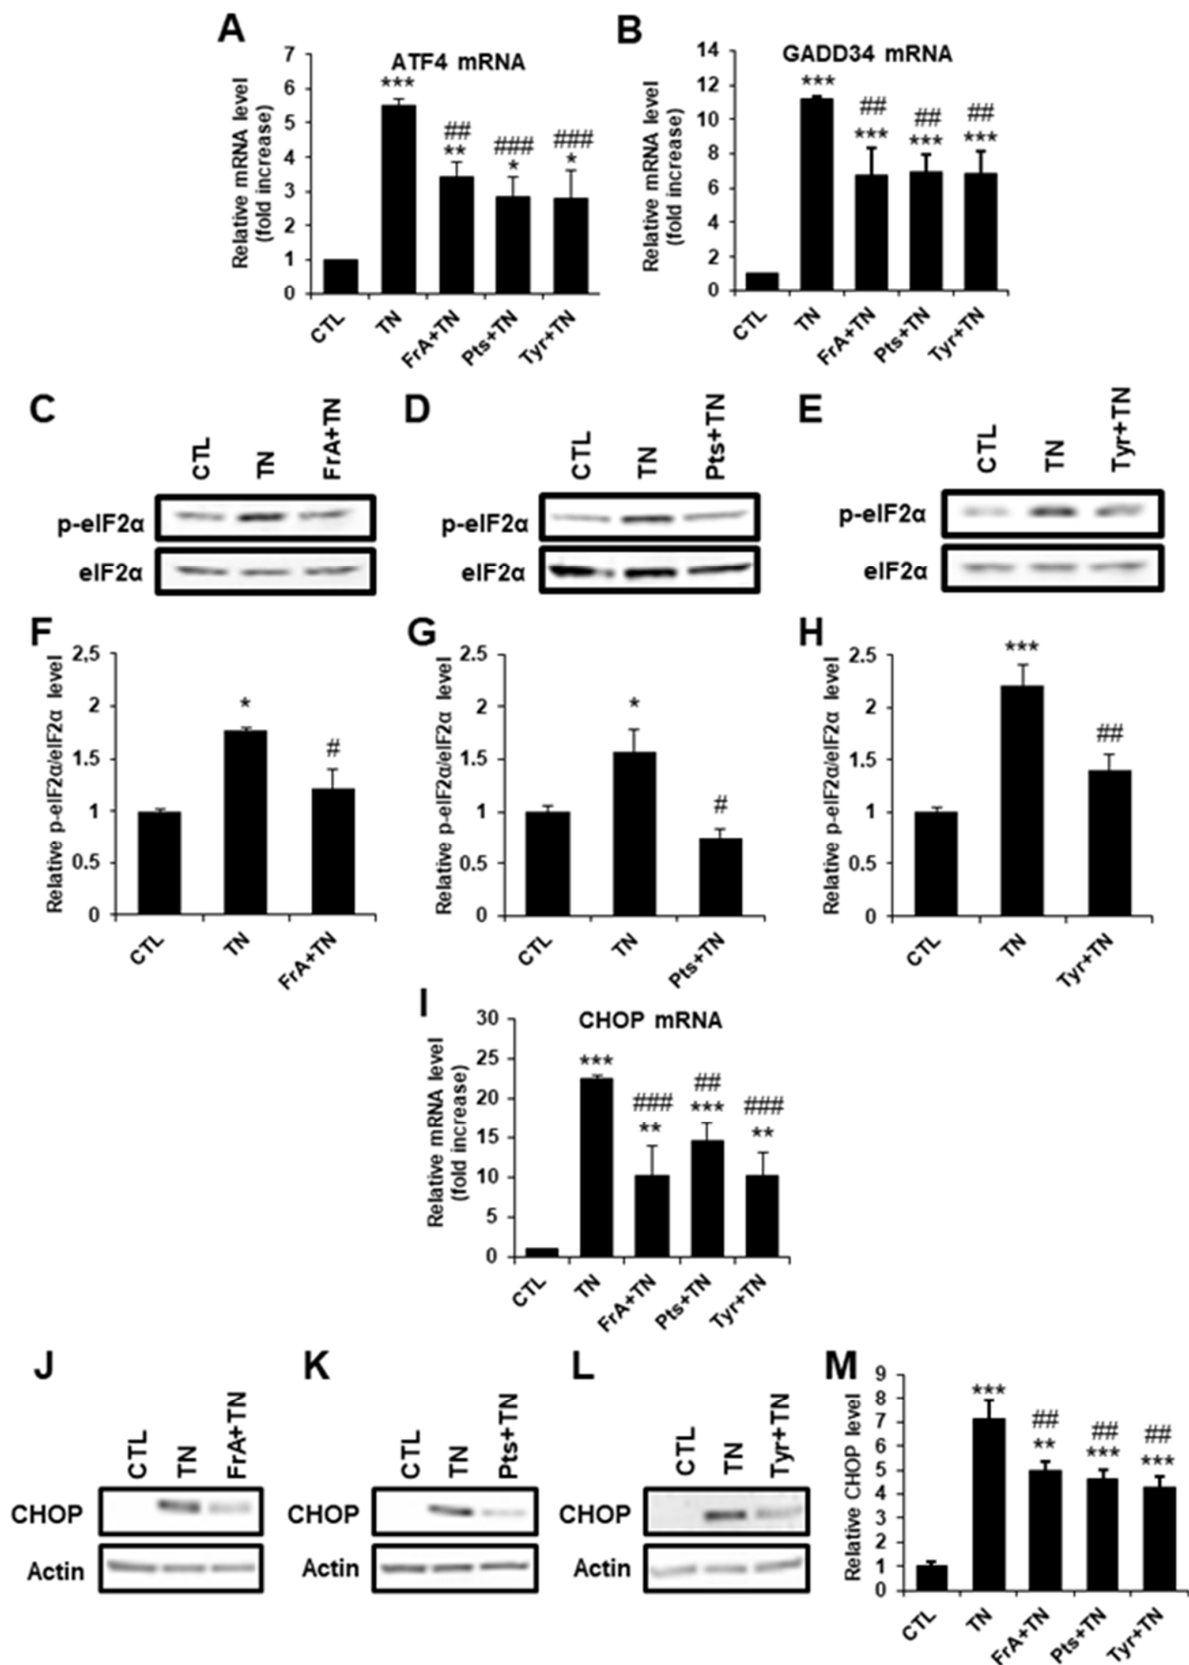 A
ATF4 mRNA
Relative mRNA level
(fold increase)
7
6
5
4
3
2
1
0
***
##
**
###
*
###
*
CTL
TN
FrA+TN
Pts+TN
Tyr+TN
B
GADD34 mRNA
Relative mRNA level
(fold increase)
14
12
10
8
6
4
2
0
***
##
***
##
***
##
***
CTL
TN
FrA+TN
Pts+TN
Tyr+TN
C
CTL
TN
FrA+TN
p-eIF2α
eIF2α
D
CTL
TN
Pts+TN
p-eIF2α
eIF2α
E
CTL
TN
Tyr+TN
p-eIF2α
eIF2α
F
Relative p-eIF2α/eIF2α level
2,5
2
1.5
1
0.5
0
*
#
CTL
TN
FrA+TN
G
Relative p-eIF2α/eIF2α level
2.5
2
1.5
1
0.5
0
*
#
CTL
TN
Pts+TN
H
Relative p-eIF2α/eIF2α level
2.5
2
1.5
1
0.5
0
***
##
CTL
TN
Tyr+TN
I
CHOP mRNA
Relative mRNA level
(fold increase)
30
25
20
15
10
5
0
***
###
**
##
***
###
**
CTL
TN
FrA+TN
Pts+TN
Tyr+TN
J
CTL
TN
FrA+TN
CHOP
Actin
K
CTL
TN
Pts+TN
CHOP
Actin
L
CTL
TN
Tyr+TN
CHOP
Actin
M
Relative CHOP level
9
8
7
6
5
4
3
2
1
0
***
##
**
##
***
##
***
CTL
TN
FrA+TN
Pts+TN
Tyr+TN